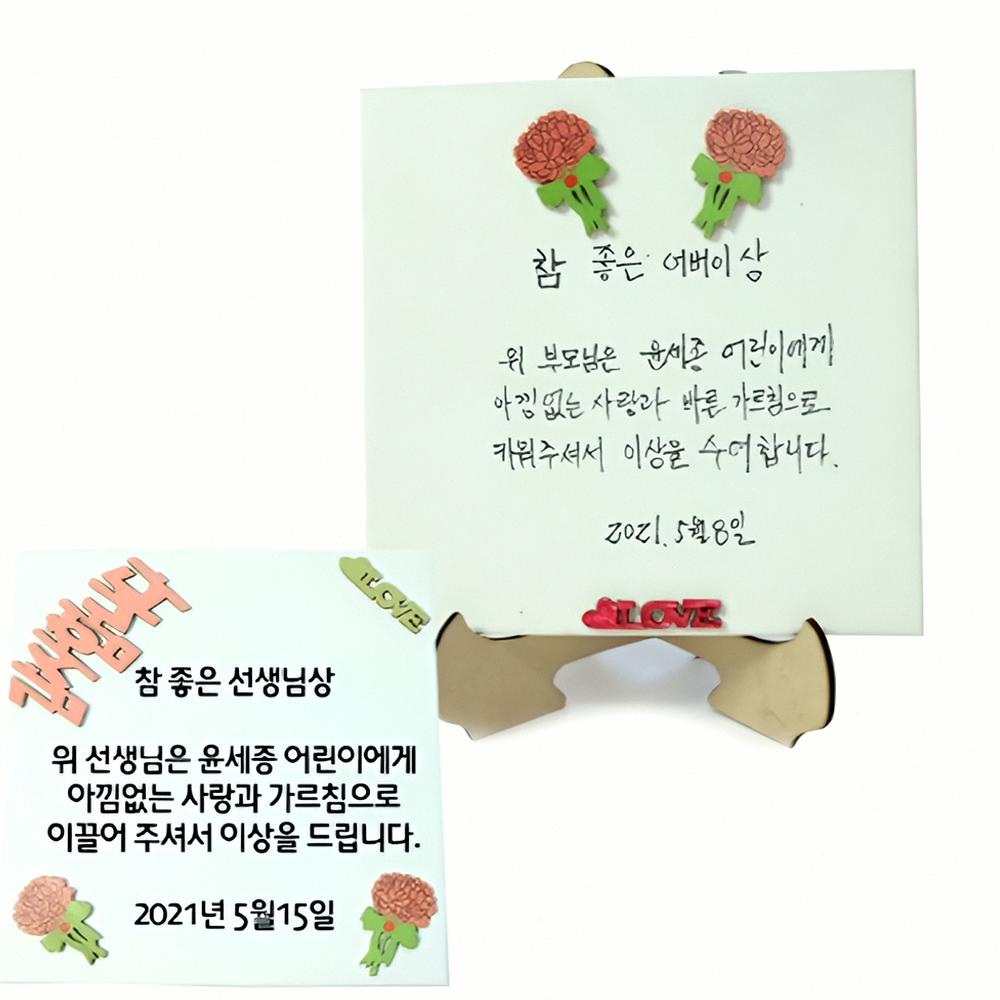 참 좋은 어버이상
위 부모님은 윤세종 어린이에게
아낌없는 사랑과 바른 가르침으로
키워주셔서 이상을 수여합니다.
2021. 5월 8일
I LOVE
감사합니다
I LOVE
참 좋은 선생님상
위 선생님은 윤세종 어린이에게
아낌없는 사랑과 가르침으로
이끌어 주셔서 이상을 드립니다.
2021년 5월15일